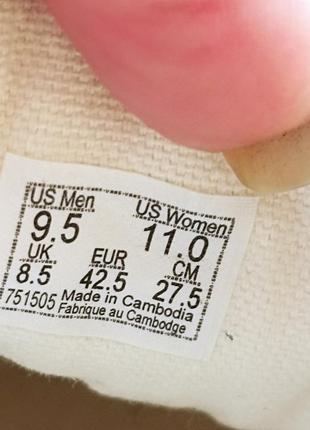 US Men US Women
9.5 11.0
UK EUR CM
8.5 42.5 27.5
751505 Made in Cambodia
Fabrique au Cambodge